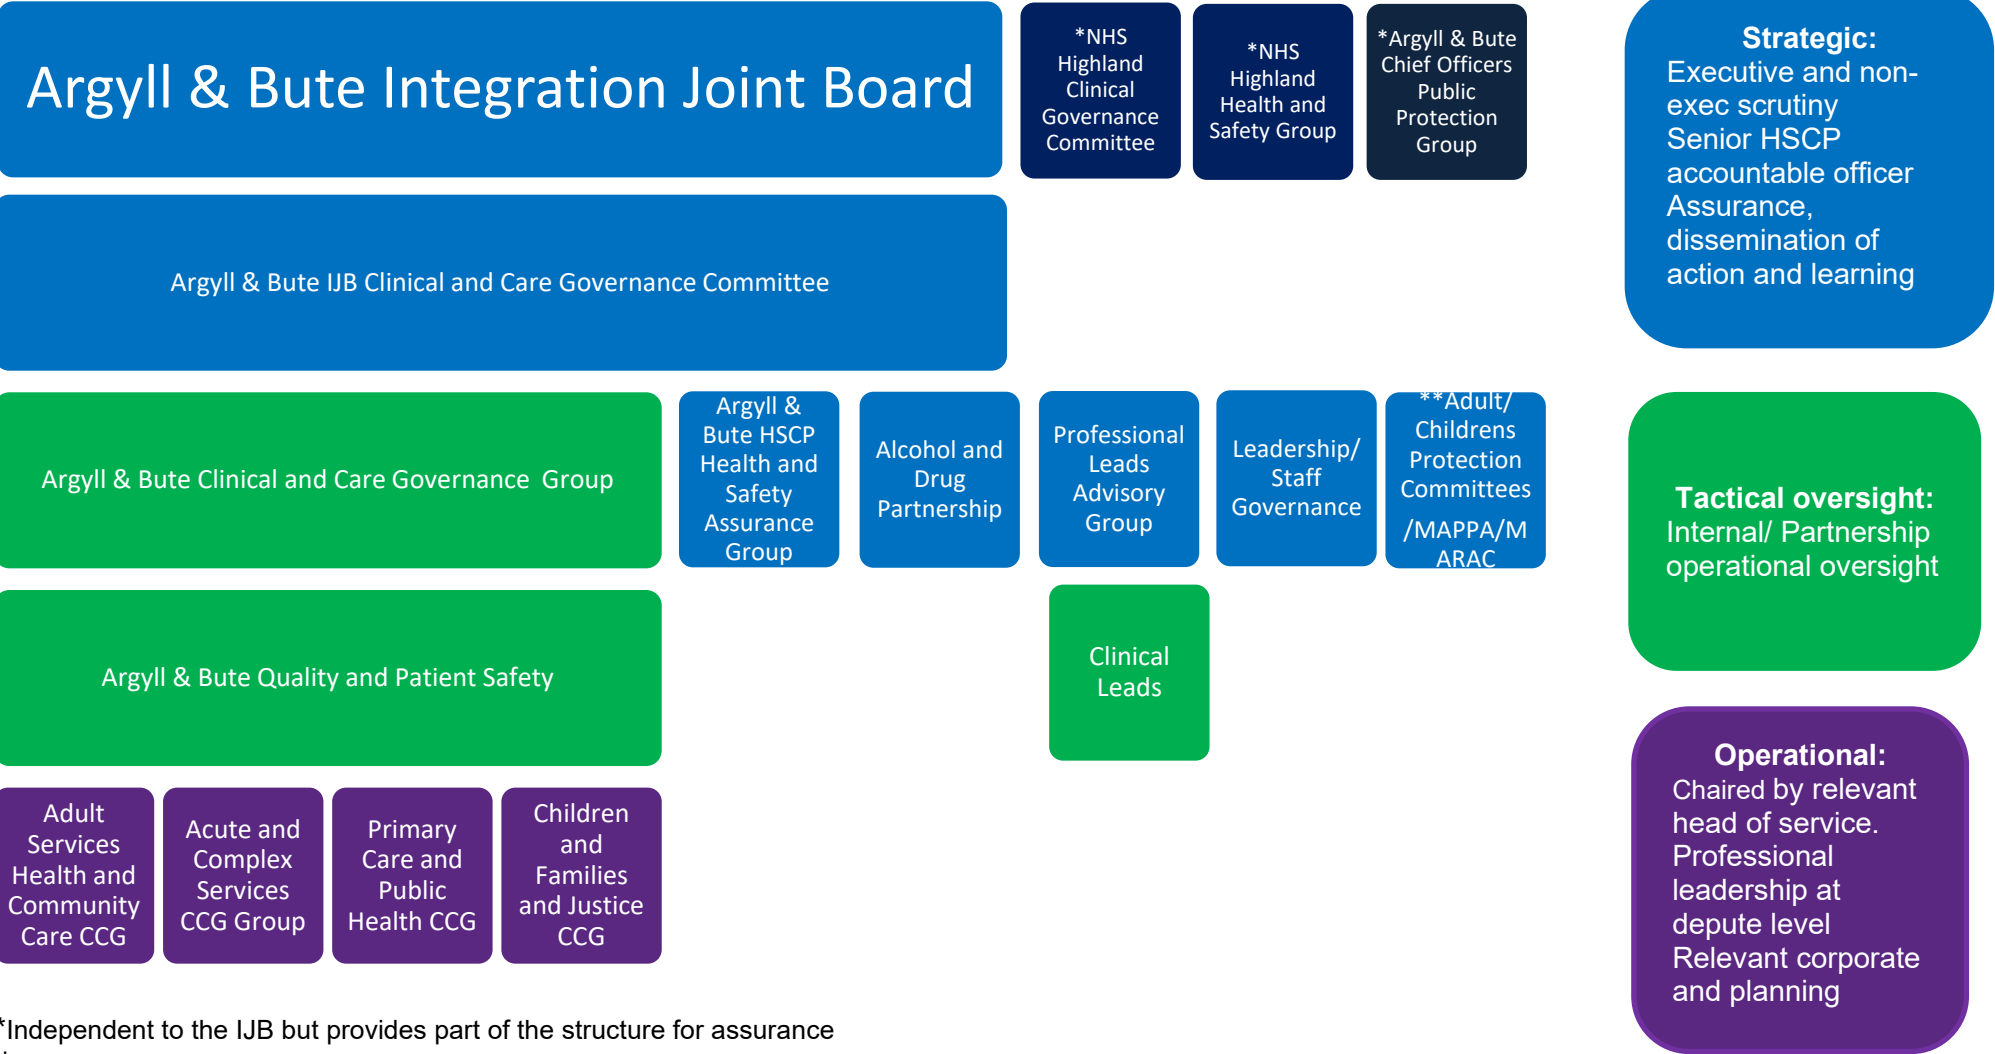 Argyll & Bute Integration Joint Board
*NHS
Highland
Clinical
Governance
Committee
*NHS
Highland
Health and
Safety Group
*Argyll & Bute
Chief Officers
Public
Protection
Group
Strategic:
Executive and non-
exec scrutiny
Senior HSCP
accountable officer
Assurance,
dissemination of
action and learning
Argyll & Bute IJB Clinical and Care Governance Committee
Argyll & Bute Clinical and Care Governance Group
Argyll &
Bute HSCP
Health and
Safety
Assurance
Group
Alcohol and
Drug
Partnership
Professional
Leads
Advisory
Group
Leadership/
Staff
Governance
**Adult/
Childrens
Protection
Committees
/MAPPA/M
ARAC
Tactical oversight:
Internal/ Partnership
operational oversight
Argyll & Bute Quality and Patient Safety
Clinical
Leads
Operational:
Chaired by relevant
head of service.
Professional
leadership at
depute level
Relevant corporate
and planning
Adult
Services
Health and
Community
Care CCG
Acute and
Complex
Services
CCG Group
Primary
Care and
Public
Health CCG
Children
and
Families
and Justice
CCG
*Independent to the IJB but provides part of the structure for assurance